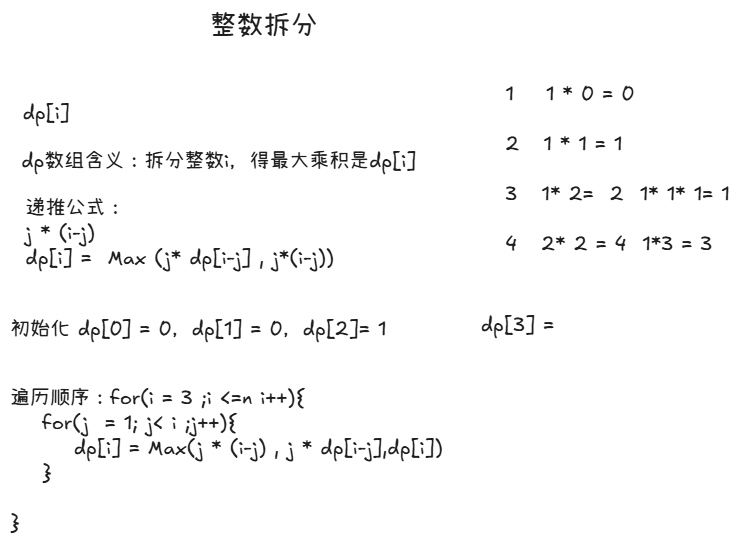 整数拆分
dp[i]
dp数组含义：拆分整数i,  得最大乘积是dp[i]
递推公式：
j * (i-j)
dp[i] =  Max (j* dp[i-j] , j*(i-j))
初始化 dp[0] = 0,  dp[1] = 0,  dp[2]= 1
遍历顺序：for(i = 3 ;i <=n i++){
for(j  = 1; j< i ;j++){
dp[i] = Max(j * (i-j) , j * dp[i-j],dp[i])
}
}
1    1 * 0 = 0
2   1 * 1 = 1
3   1* 2=  2  1* 1* 1= 1
4   2* 2 = 4  1*3 = 3
dp[3] =